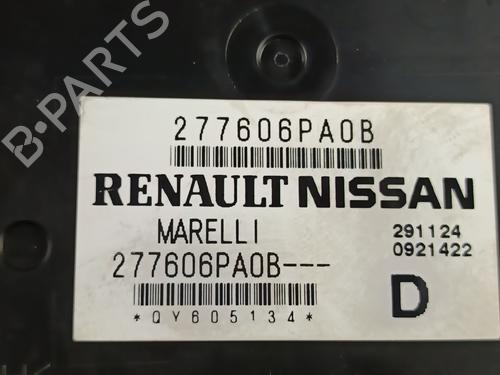 277606PA0B
RENAULT NISSAN
MARELLI
291124
277606PA0B---
0921422
*QY605134*
D
B-PARTS